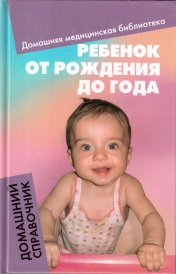 Домашняя медицинская библиотека
РЕБЕНОК
ОТ РОЖДЕНИЯ
ДО ГОДА
ДОМАШНИЙ
СПРАВОЧНИК